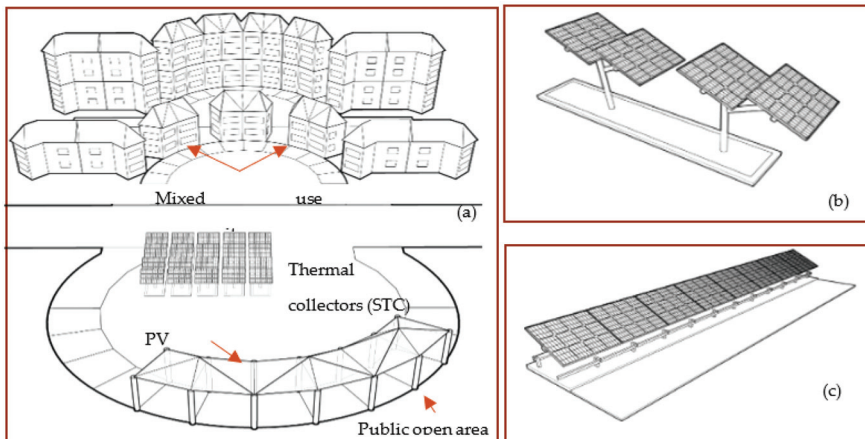 Mixed use
(a)
Thermal
collectors (STC)
PV
Public open area
(b)
(c)